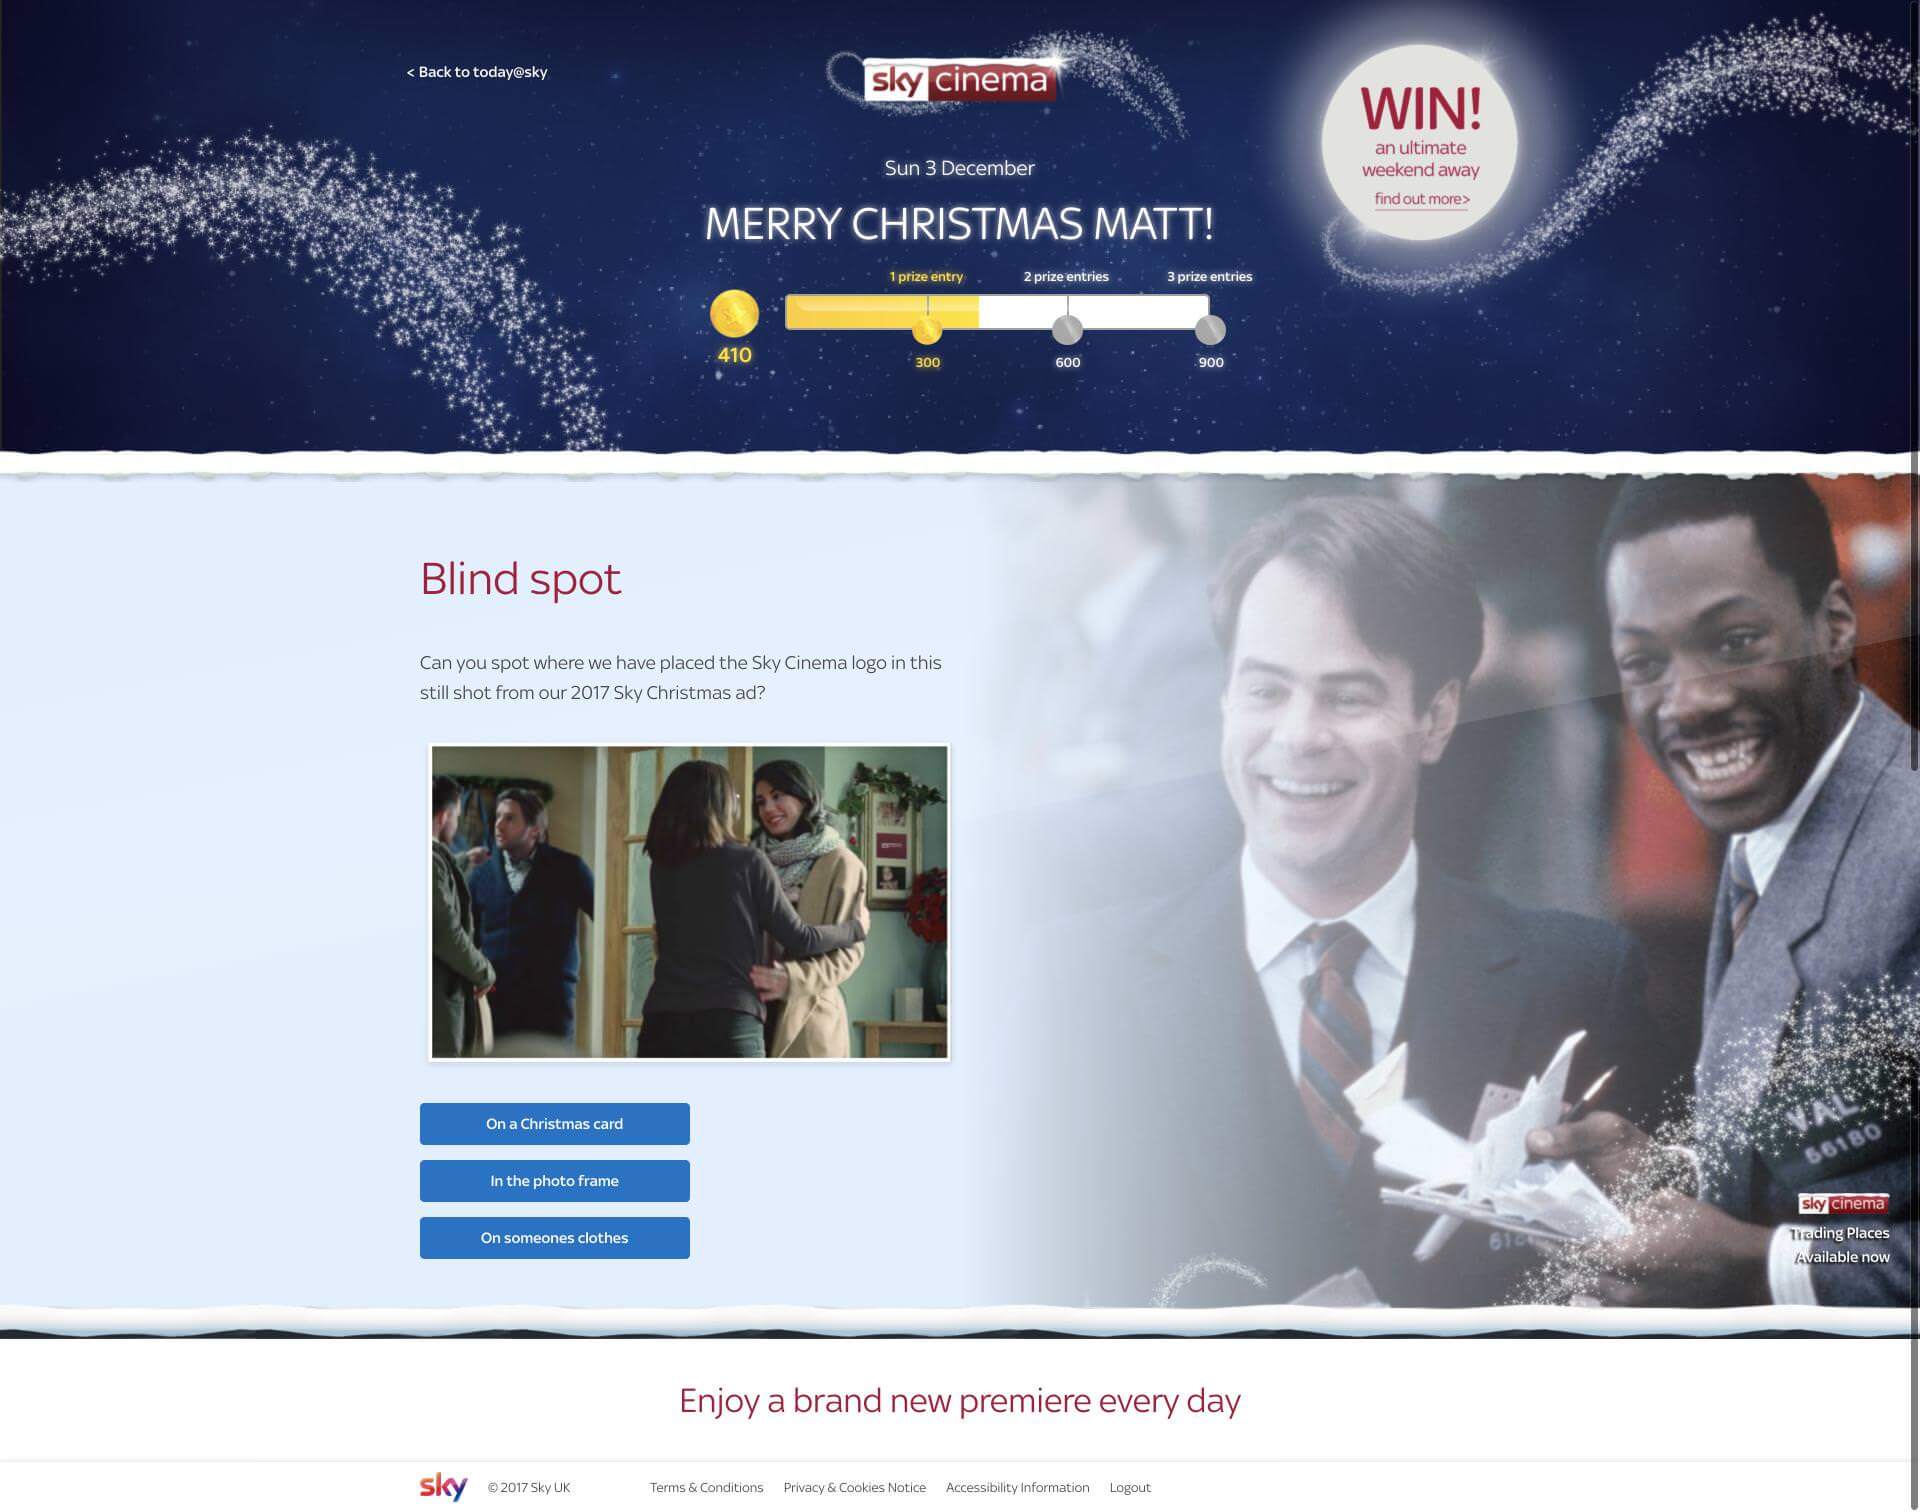 < Back to today@sky
sky cinema
WIN!
an ultimate
weekend away
find out more>
Sun 3 December
MERRY CHRISTMAS MATT!
1 prize entry
2 prize entries
3 prize entries
410
300
600
900
Blind spot
Can you spot where we have placed the Sky Cinema logo in this
still shot from our 2017 Sky Christmas ad?
On a Christmas card
In the photo frame
On someones clothes
VAL
66180
sky cinema
Trading Places
Available now
Enjoy a brand new premiere every day
sky
© 2017 Sky UK
Terms & Conditions
Privacy & Cookies Notice
Accessibility Information
Logout